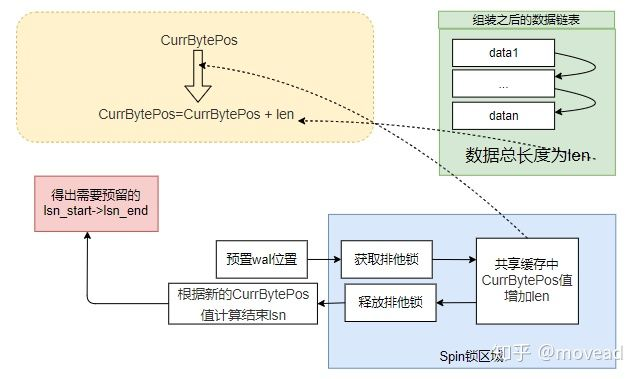 组装之后的数据链表
CurrBytePos
data1
...
CurrBytePos=CurrBytePos + len
datan
数据总长度为len
得出需要预留的
lsn_start->lsn_end
预置wal位置
获取排他锁
共享缓存中
CurrBytePos值
增加len
根据新的CurrBytePos
值计算结束lsn
释放排他锁
Spin锁区域
知乎 @movead